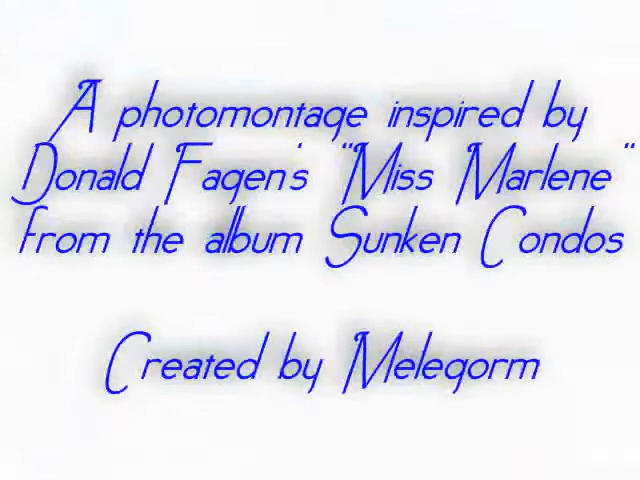 A photomontage inspired by
Donald Fagen's "Miss Marlene"
from the album Sunken Condos
Created by Melegorm